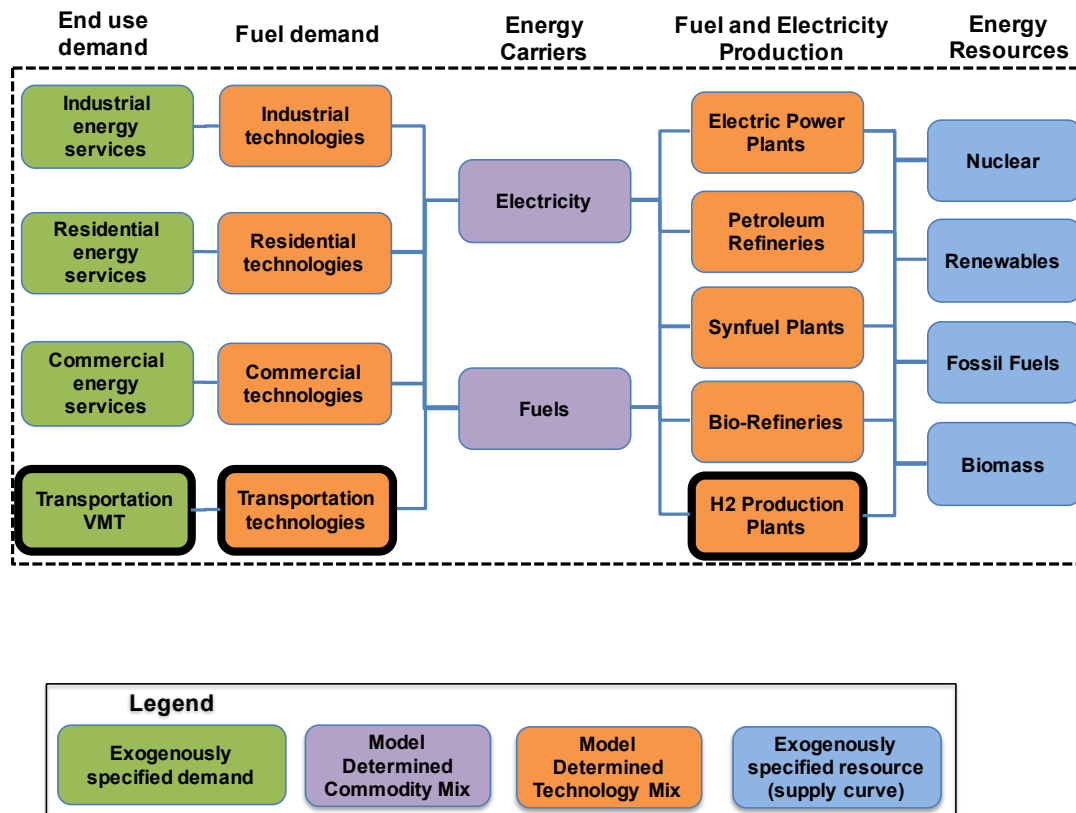 End use
demand
Fuel demand
Energy
Carriers
Fuel and Electricity
Production
Energy
Resources
Industrial
energy
services
Industrial
technologies
Electric Power
Plants
Nuclear
Electricity
Residential
energy
services
Residential
technologies
Petroleum
Refineries
Renewables
Synfuel Plants
Commercial
energy
services
Commercial
technologies
Fuels
Fossil Fuels
Bio-Refineries
Biomass
Transportation
VMT
Transportation
technologies
H2 Production
Plants
Legend
Exogenously
specified demand
Model
Determined
Commodity Mix
Model
Determined
Technology Mix
Exogenously
specified resource
(supply curve)